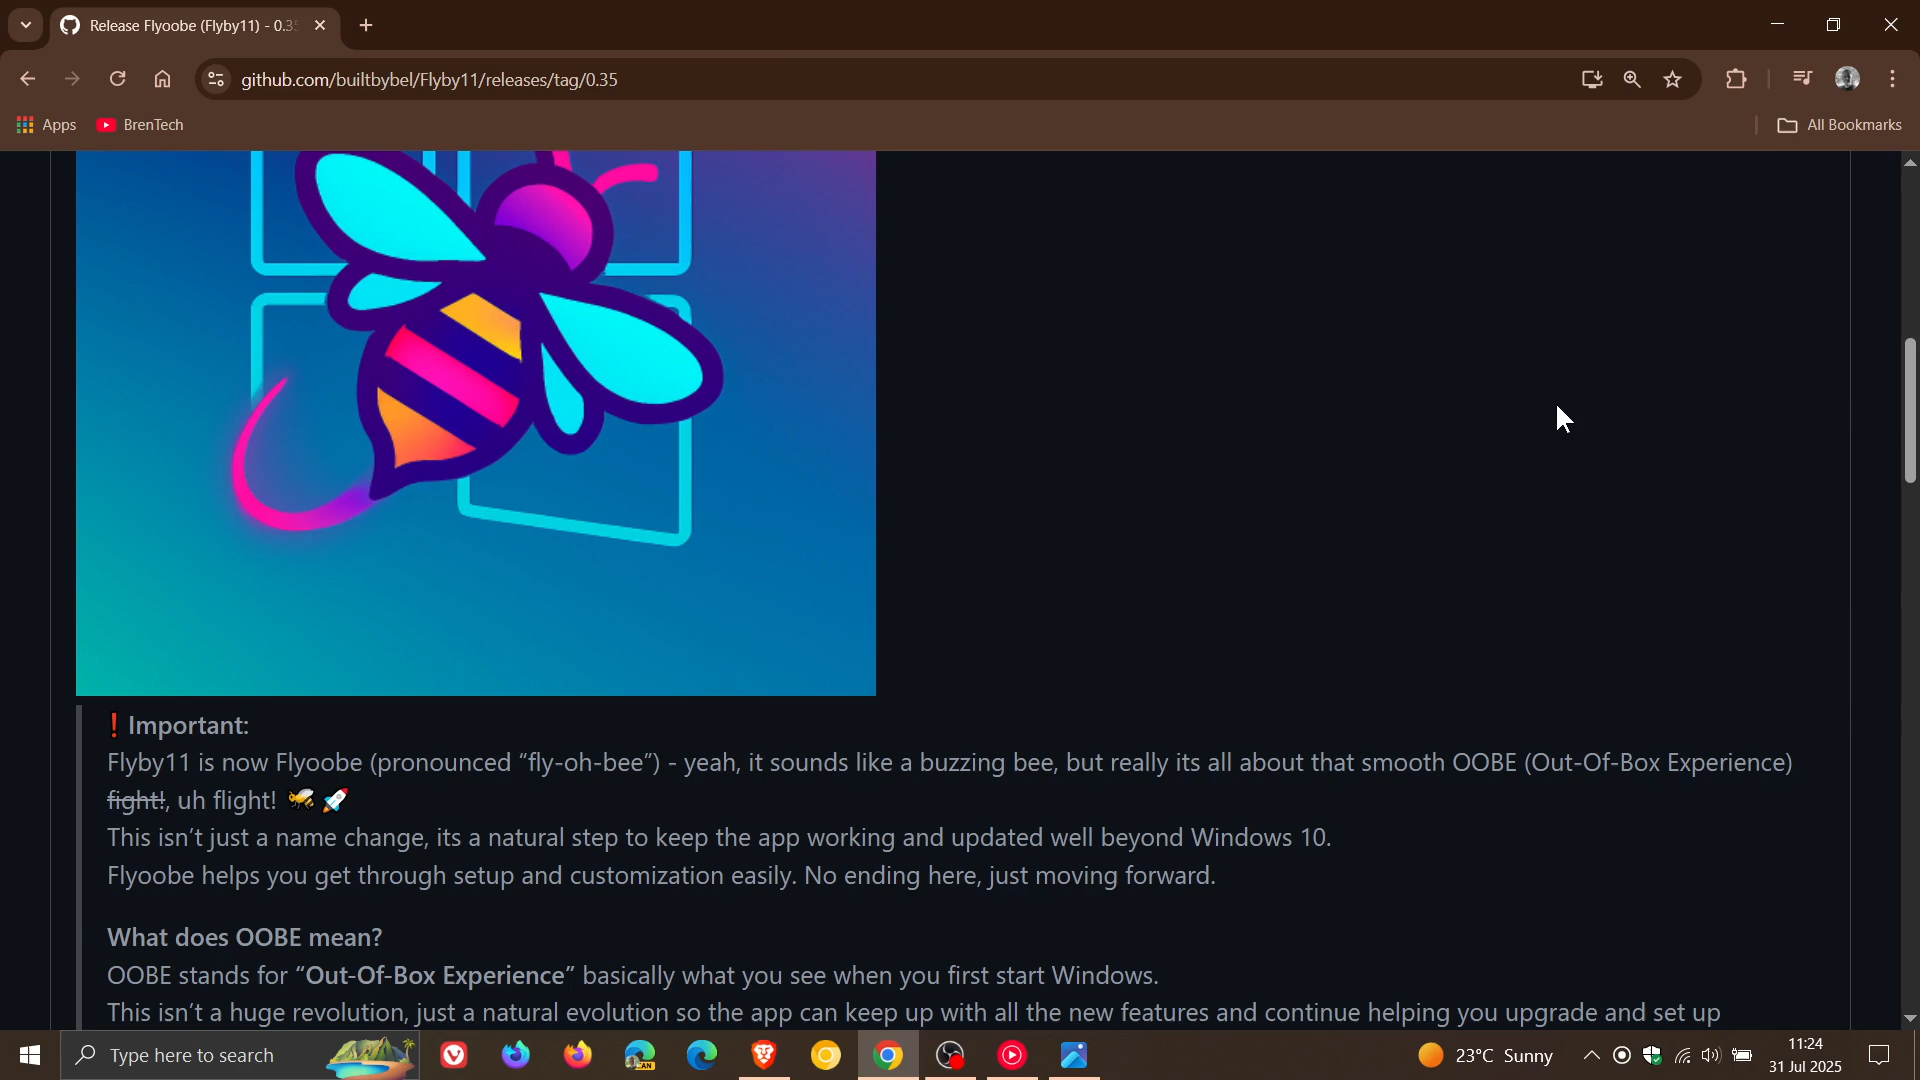 Release Flyoobe (Flyby11) - 0.35
github.com/builtbybel/Flyby11/releases/tag/0.35
Apps
BrenTech
All Bookmarks
❗Important:
Flyby11 is now Flyoobe (pronounced “fly-oh-bee”) - yeah, it sounds like a buzzing bee, but really its all about that smooth OOBE (Out-Of-Box Experience)
fight!, uh flight! 🐝 🚀
This isn’t just a name change, its a natural step to keep the app working and updated well beyond Windows 10.
Flyoobe helps you get through setup and customization easily. No ending here, just moving forward.
What does OOBE mean?
OOBE stands for “Out-Of-Box Experience” basically what you see when you first start Windows.
This isn’t a huge revolution, just a natural evolution so the app can keep up with all the new features and continue helping you upgrade and set up
Type here to search
CAN
23°C Sunny
11:24
31 Jul 2025